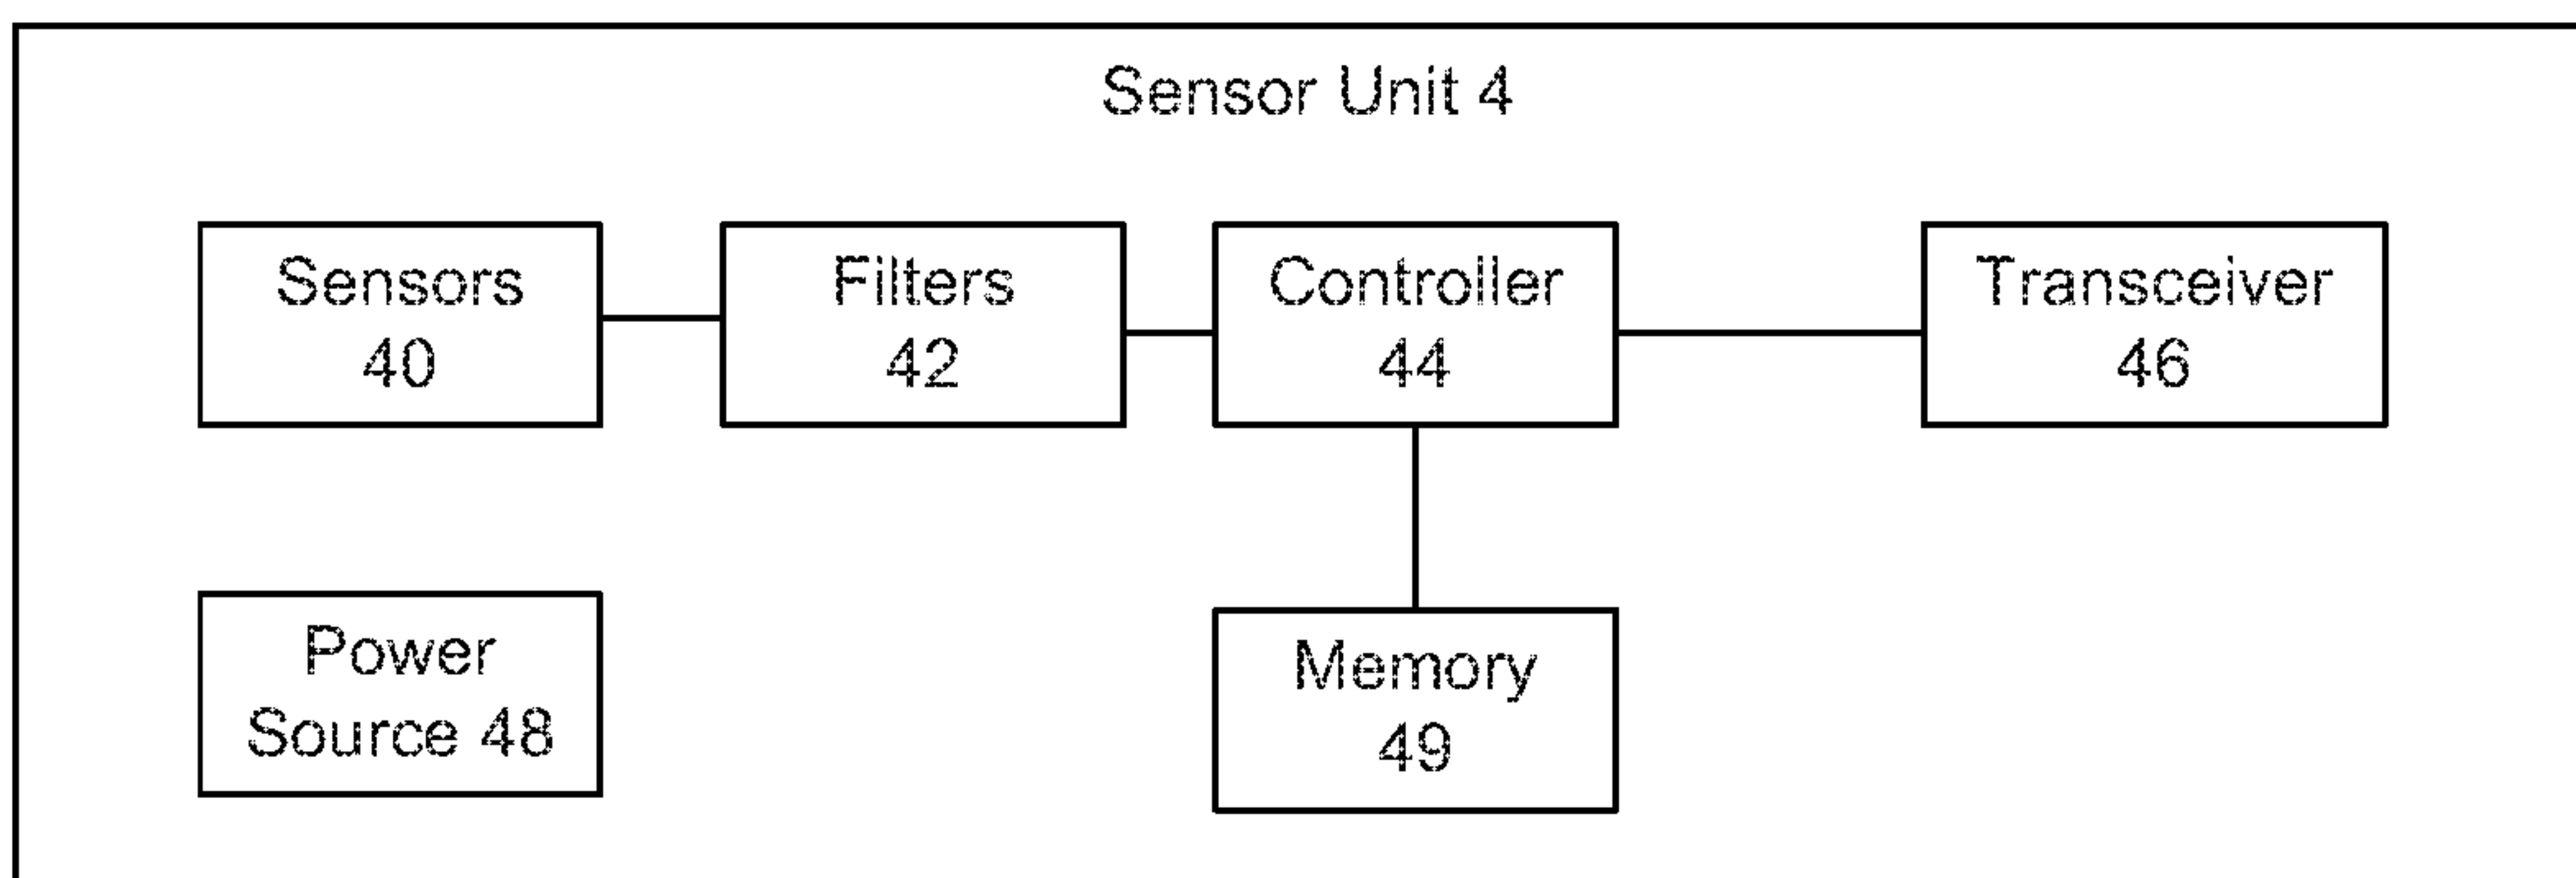 Sensor Unit 4
Sensors
40
Filters
42
Controller
44
Transceiver
46
Power
Source 48
Memory
49